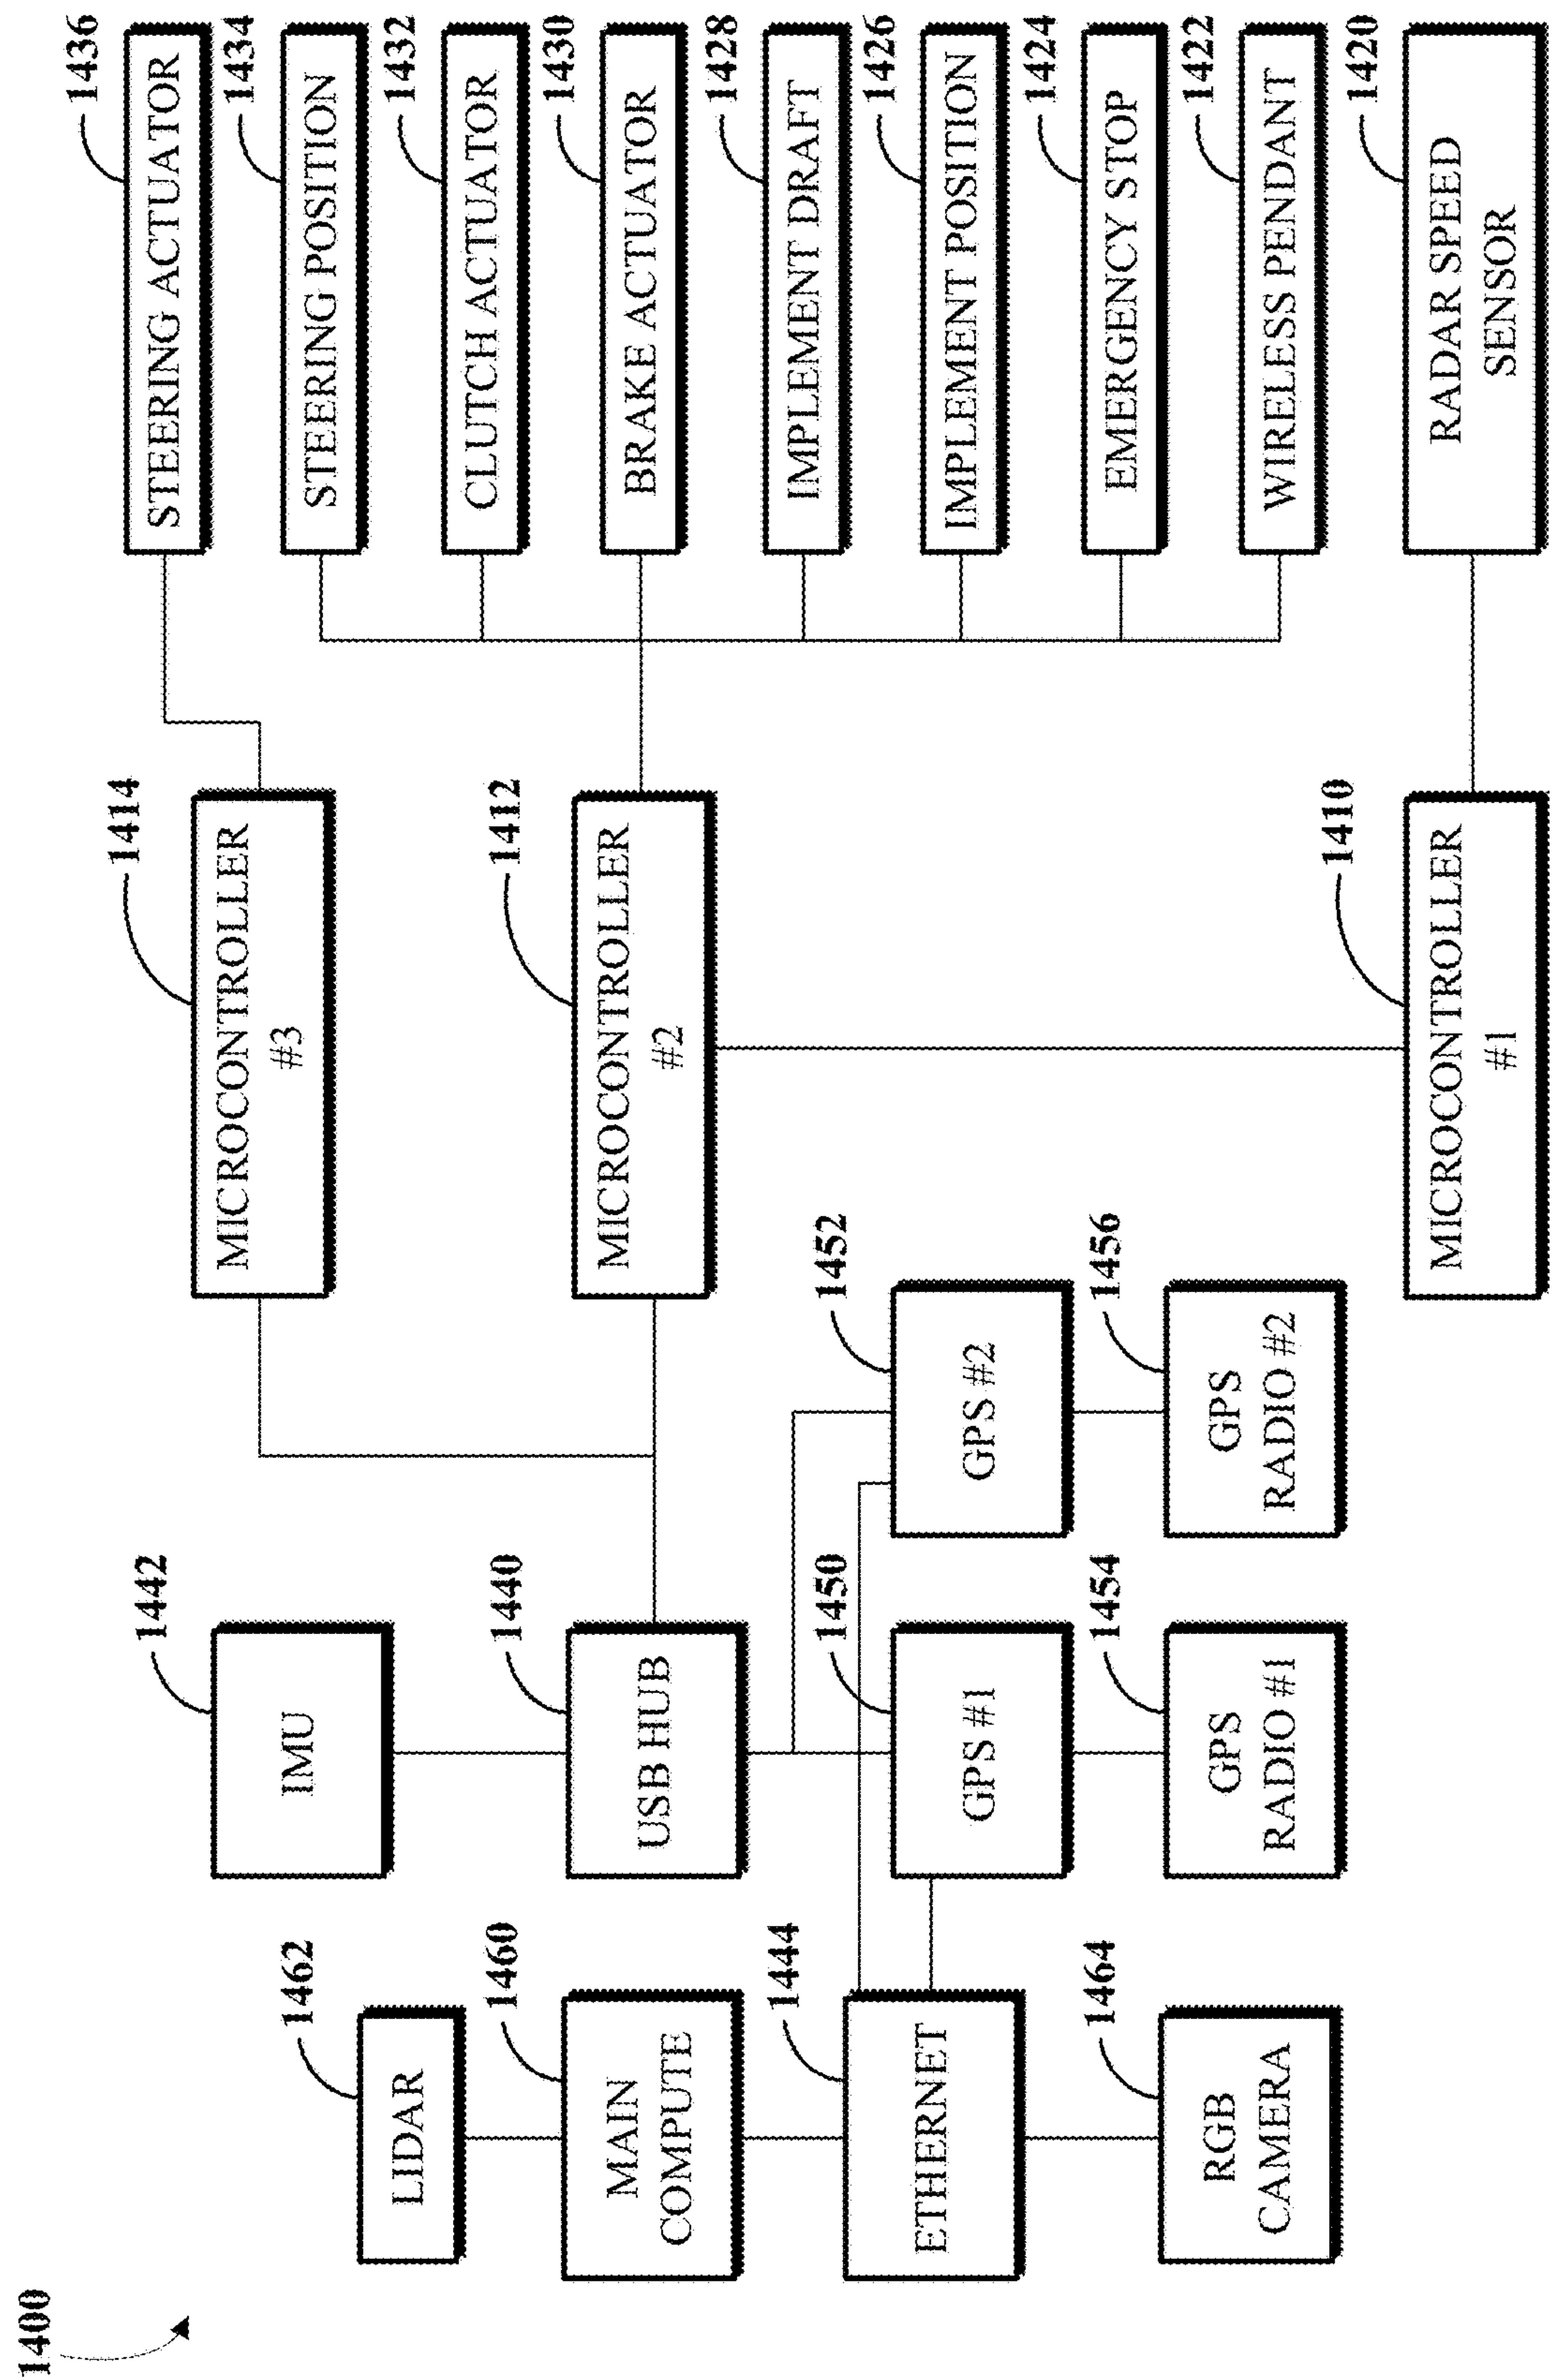 1400
1462
LIDAR
1460
MAIN
COMPUTE
1444
ETHERNET
1464
RGB
CAMERA
1442
IMU
1440
USB HUB
1450
GPS #1
1454
GPS
RADIO #1
1452
GPS #2
1456
GPS
RADIO #2
1414
MICROCONTROLLER
#3
1412
MICROCONTROLLER
#2
1410
MICROCONTROLLER
#1
1436
STEERING ACTUATOR
1434
STEERING POSITION
1432
CLUTCH ACTUATOR
1430
BRAKE ACTUATOR
1428
IMPLEMENT DRAFT
1426
IMPLEMENT POSITION
1424
EMERGENCY STOP
1422
WIRELESS PENDANT
1420
RADAR SPEED
SENSOR